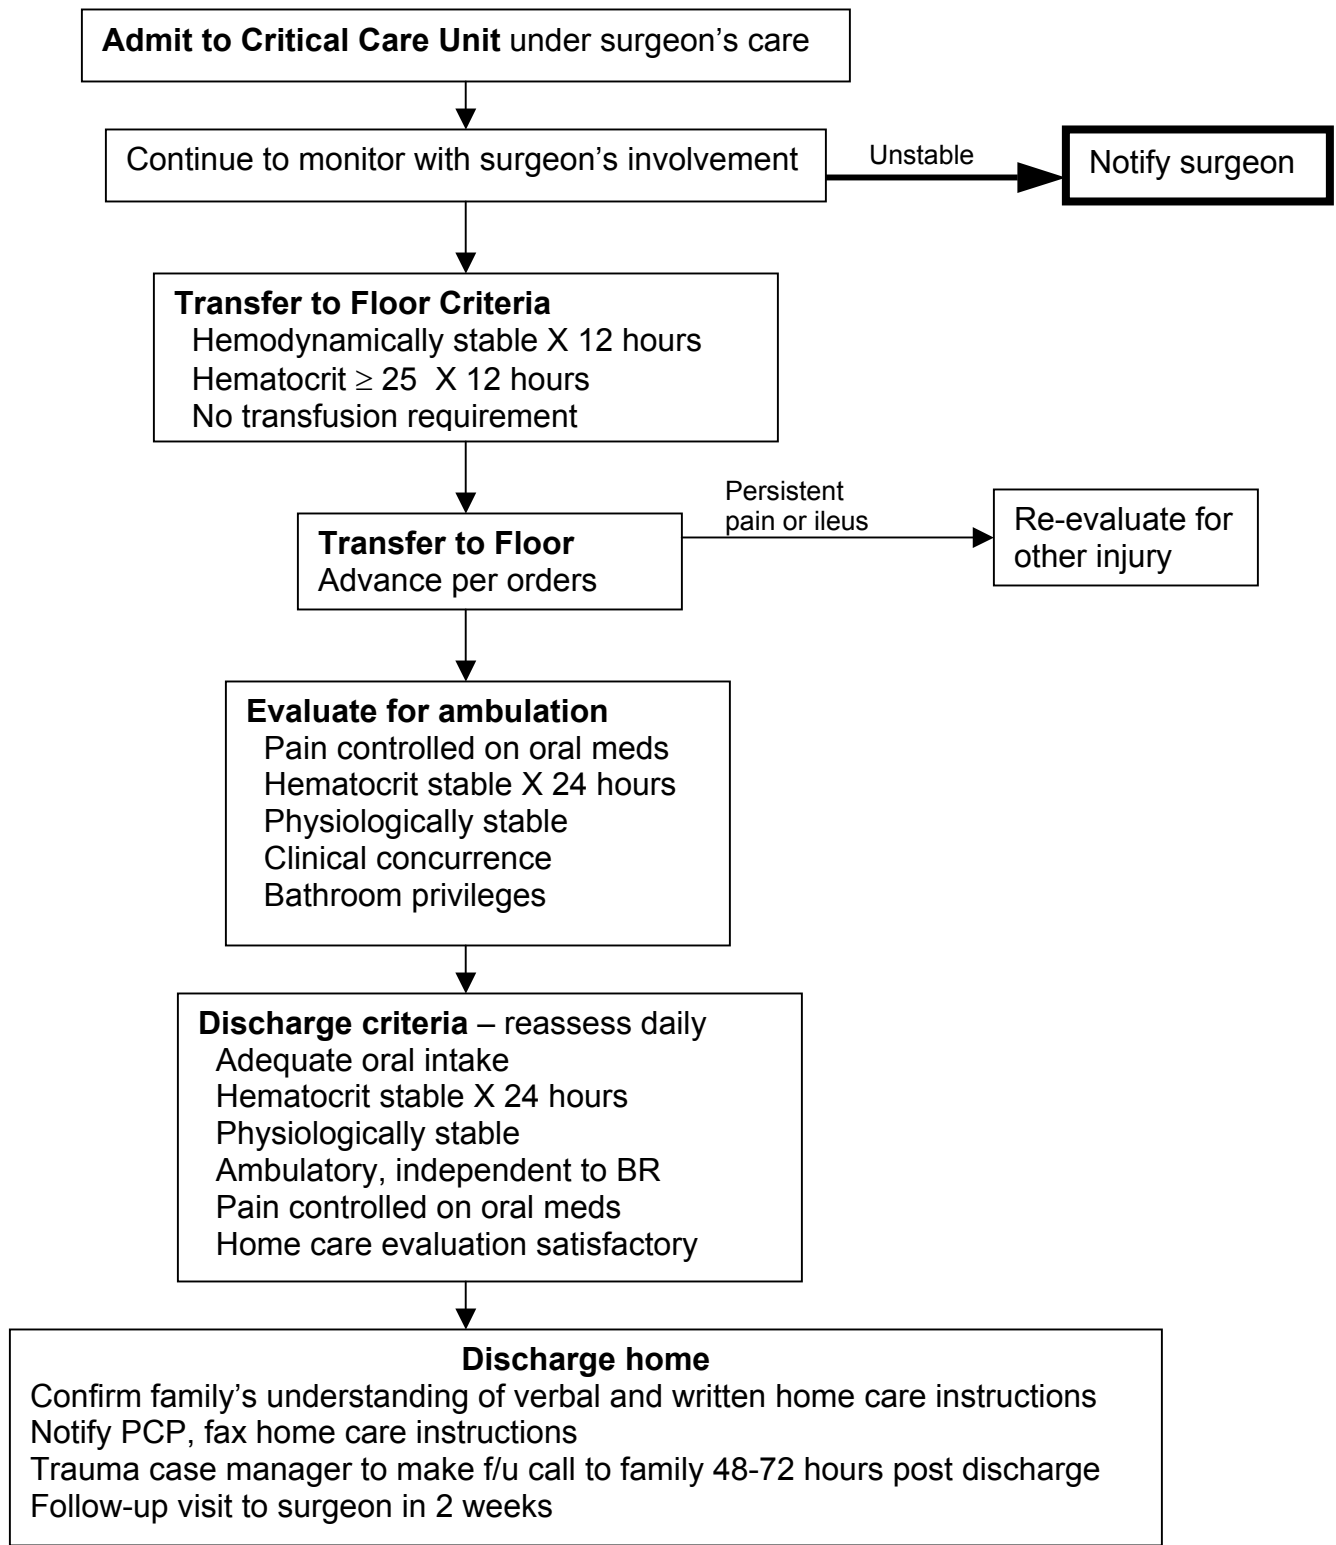 Admit to Critical Care Unit under surgeon’s care
Continue to monitor with surgeon’s involvement
Unstable
Notify surgeon
Transfer to Floor Criteria
Hemodynamically stable X 12 hours
Hematocrit ≥ 25 X 12 hours
No transfusion requirement
Transfer to Floor
Advance per orders
Persistent
pain or ileus
Re-evaluate for
other injury
Evaluate for ambulation
Pain controlled on oral meds
Hematocrit stable X 24 hours
Physiologically stable
Clinical concurrence
Bathroom privileges
Discharge criteria – reassess daily
Adequate oral intake
Hematocrit stable X 24 hours
Physiologically stable
Ambulatory, independent to BR
Pain controlled on oral meds
Home care evaluation satisfactory
Discharge home
Confirm family’s understanding of verbal and written home care instructions
Notify PCP, fax home care instructions
Trauma case manager to make f/u call to family 48-72 hours post discharge
Follow-up visit to surgeon in 2 weeks